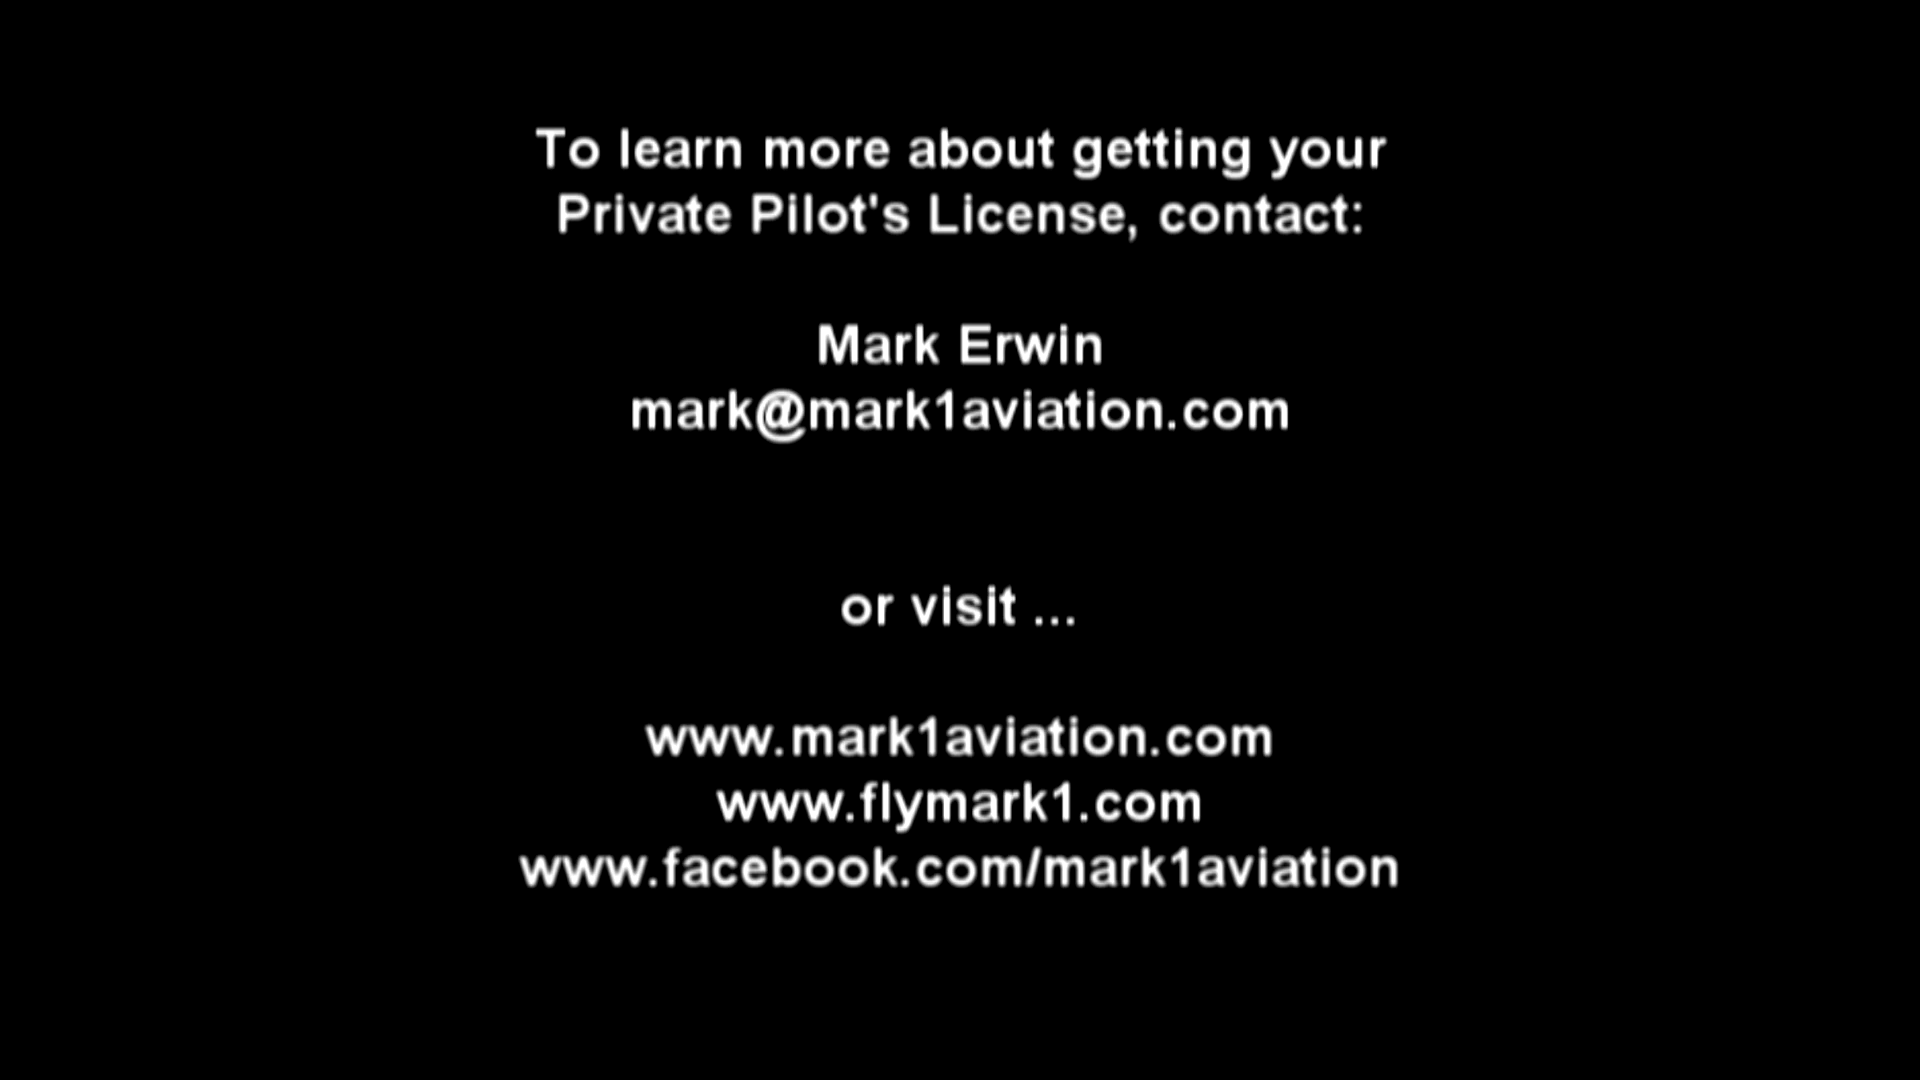 To learn more about getting your
Private Pilot's License, contact:
Mark Erwin
mark@mark1aviation.com
or visit ...
www.mark1aviation.com
www.flymark1.com
www.facebook.com/mark1aviation